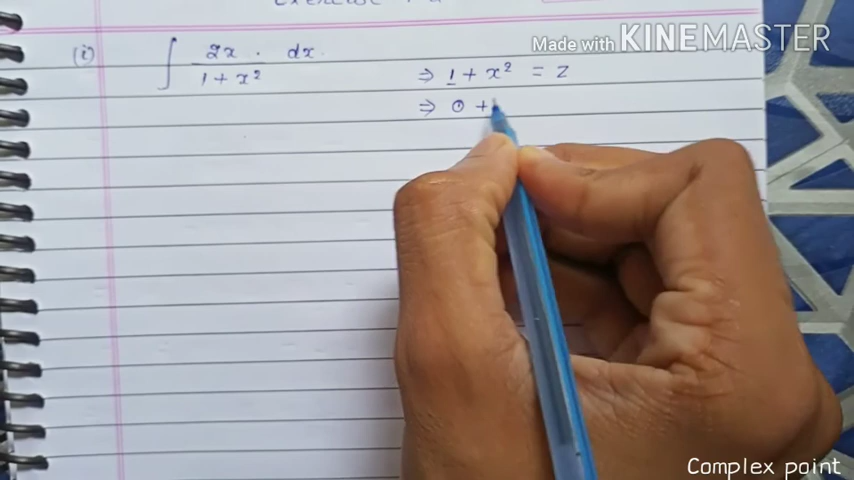 Made with KINEMASTER
(i) ∫ 2x/(1 + x²) . dx.
⇒ 1 + x² = z
⇒ 0 +
Complex point